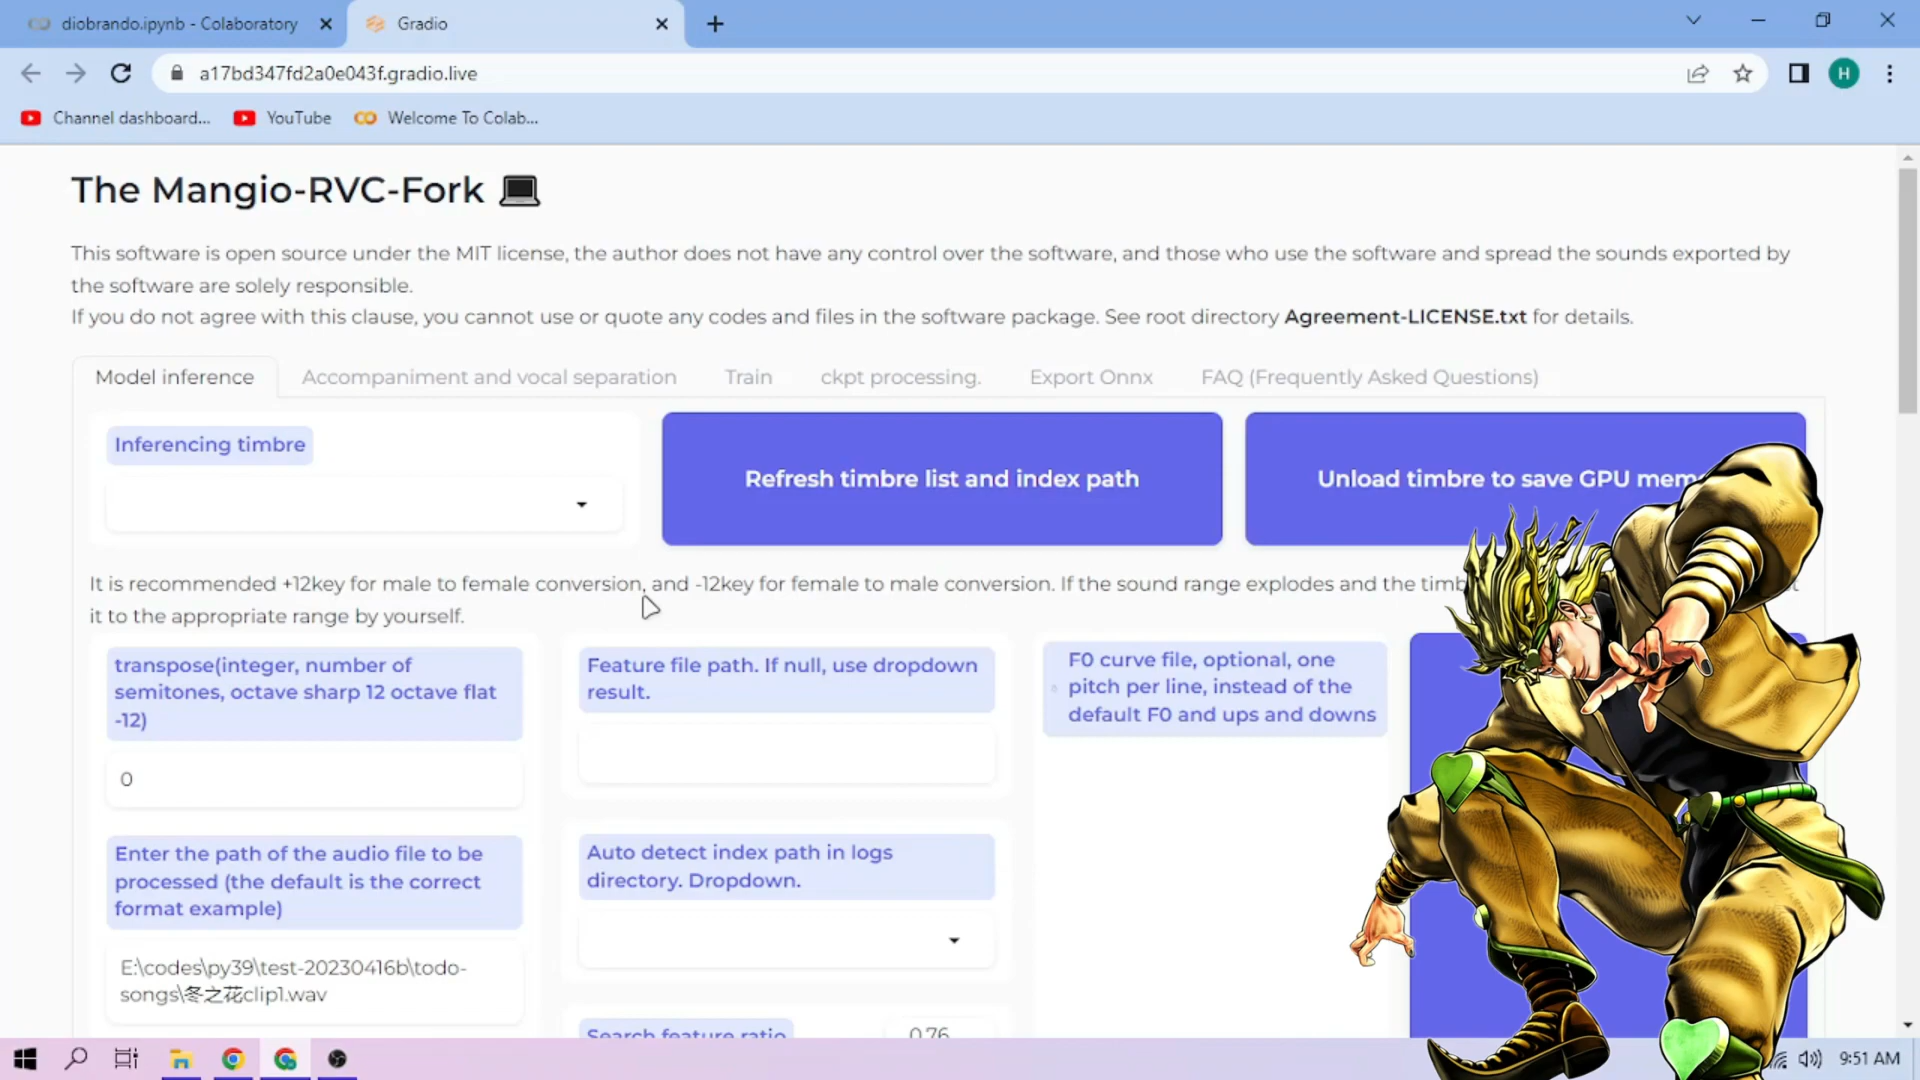 diobrando.ipynb - Colaboratory
Gradio
a17bd347fd2a0e043f.gradio.live
H
Channel dashboard...
YouTube
Welcome To Colab...
The Mangio-RVC-Fork
This software is open source under the MIT license, the author does not have any control over the software, and those who use the software and spread the sounds exported by
the software are solely responsible.
If you do not agree with this clause, you cannot use or quote any codes and files in the software package. See root directory Agreement-LICENSE.txt for details.
Model inference
Accompaniment and vocal separation
Train
ckpt processing.
Export Onnx
FAQ (Frequently Asked Questions)
Inferencing timbre
Refresh timbre list and index path
Unload timbre to save GPU
It is recommended +12key for male to female conversion, and -12key for female to male conversion. If the sound range explodes and the
it to the appropriate range by yourself.
transpose(integer, number of
semitones, octave sharp 12 octave flat
-12)
0
Enter the path of the audio file to be
processed (the default is the correct
format example)
E:\codes\py39\test-20230416b\todo-
songs\冬之花clip1.wav
Feature file path. If null, use dropdown
result.
Auto detect index path in logs
directory. Dropdown.
Search feature ratio
0.76
F0 curve file, optional, one
pitch per line, instead of the
default F0 and ups and downs
9:51 AM